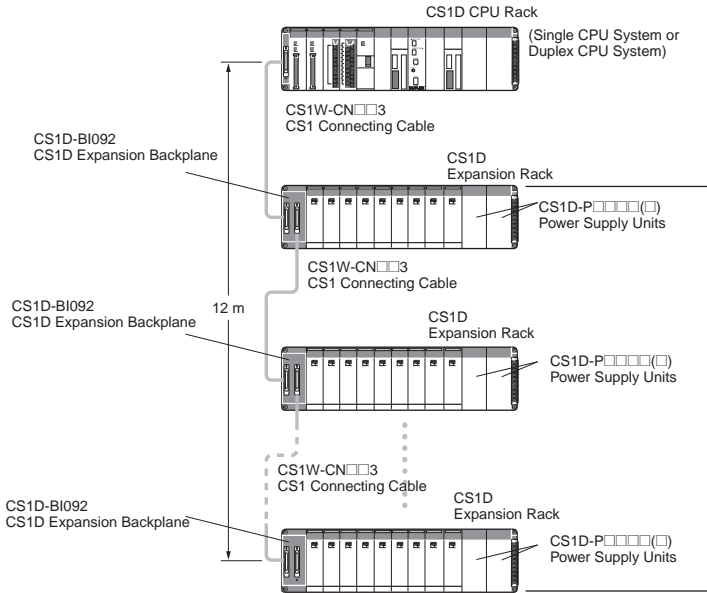 CS1D CPU Rack
(Single CPU System or
Duplex CPU System)
CS1W-CN□□3
CS1 Connecting Cable
CS1D-BI092
CS1D Expansion Backplane
CS1D
Expansion Rack
CS1D-P□□□□(□)
Power Supply Units
CS1W-CN□□3
CS1 Connecting Cable
12 m
CS1D-BI092
CS1D Expansion Backplane
CS1D
Expansion Rack
CS1D-P□□□□(□)
Power Supply Units
CS1W-CN□□3
CS1 Connecting Cable
CS1D-BI092
CS1D Expansion Backplane
CS1D
Expansion Rack
CS1D-P□□□□(□)
Power Supply Units